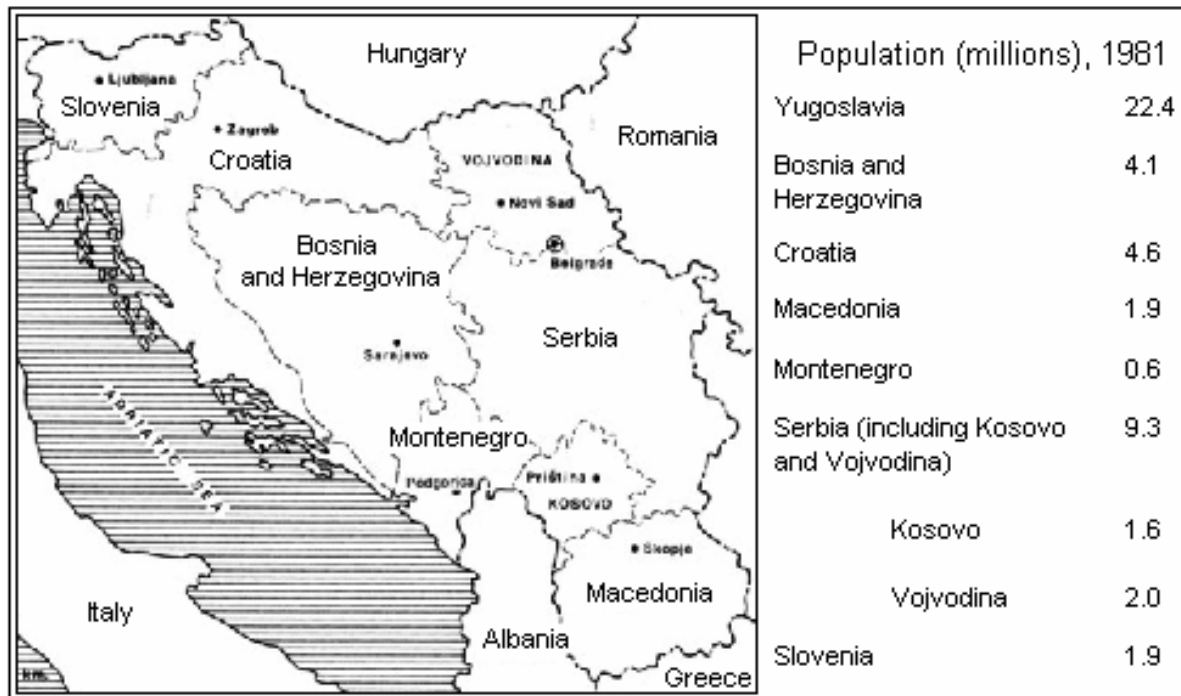 Hungary
Ljubljana
Slovenia
Zagreb
Croatia
Romania
VOJVODINA
Novi Sad
Belgrade
Bosnia
and Herzegovina
Serbia
Sarajevo
ADRIATIC SEA
Montenegro
Podgorica
Priština
KOSOVO
Skopje
Macedonia
Italy
Albania
Greece
km.
Population (millions), 1981
Yugoslavia 22.4
Bosnia and 4.1
Herzegovina
Croatia 4.6
Macedonia 1.9
Montenegro 0.6
Serbia (including Kosovo 9.3
and Vojvodina)
Kosovo 1.6
Vojvodina 2.0
Slovenia 1.9